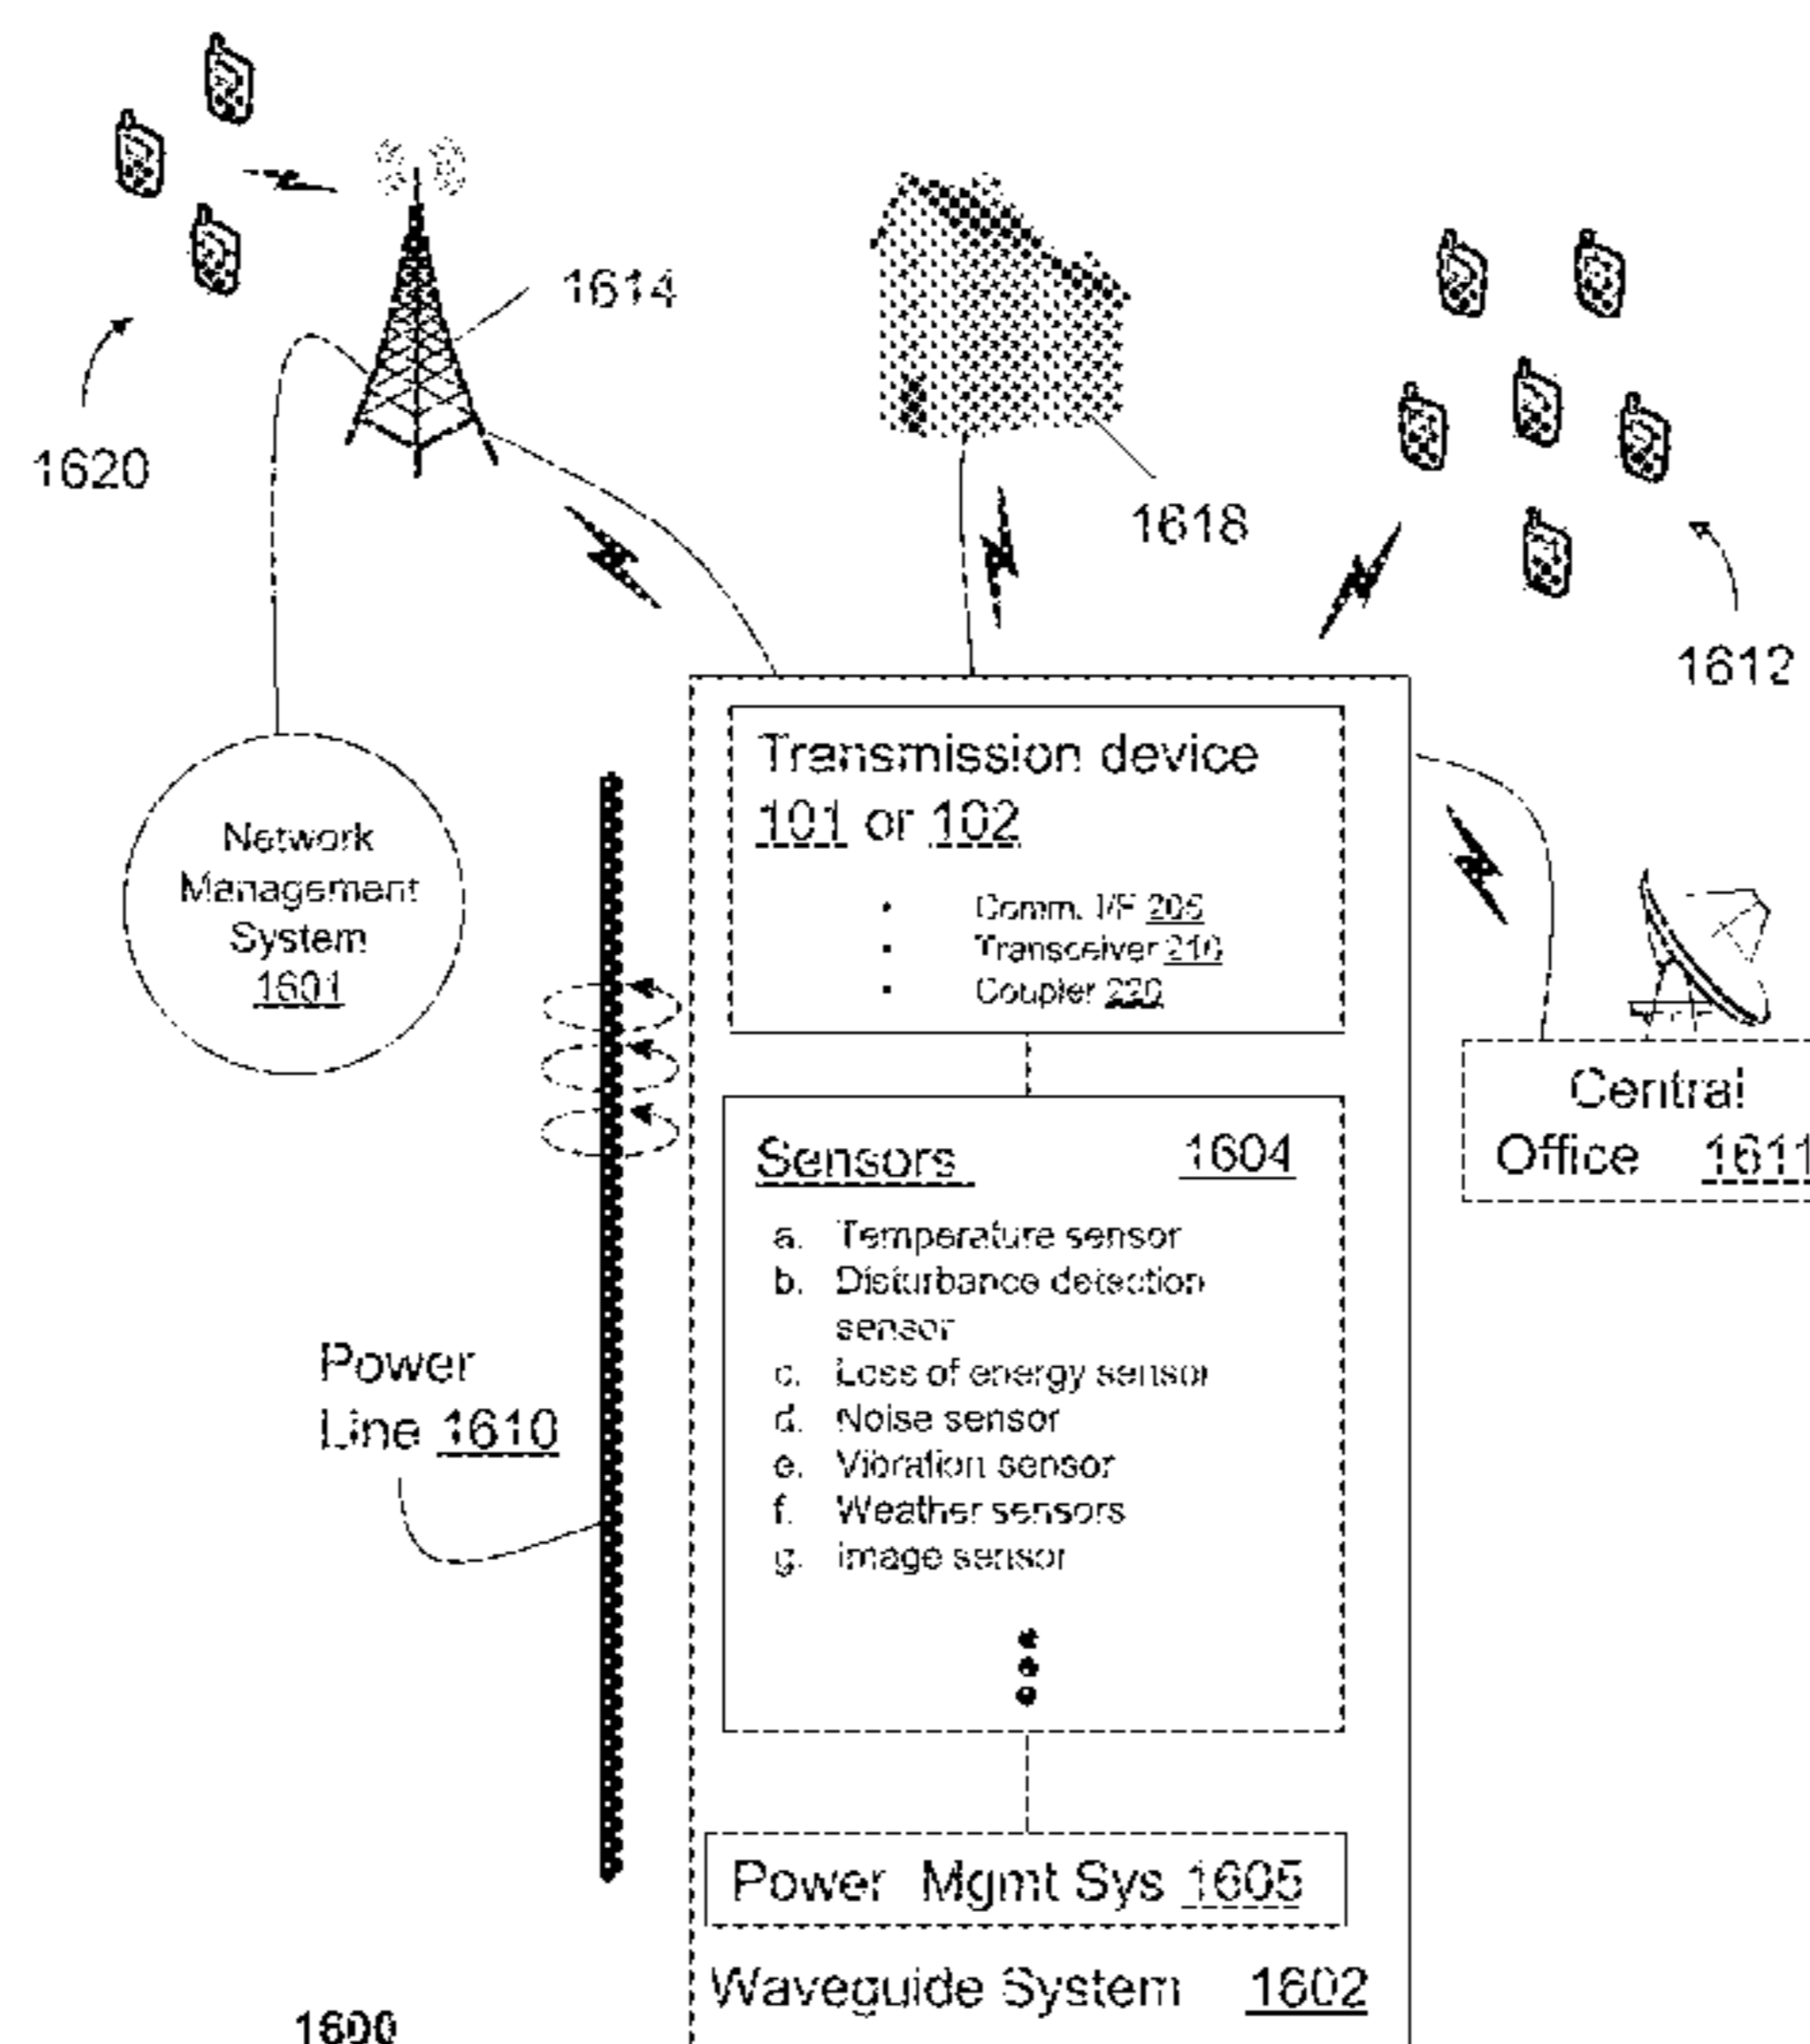 1614
1620
1618
1612
Network
Management
System
1601
Transmission device
101 or 102
• Comm. I/F 205
• Transceiver 210
• Coupler 220
Central
Office 1611
Sensors 1604
a. Temperature sensor
b. Disturbance detection
sensor
c. Loss of energy sensor
d. Noise sensor
e. Vibration sensor
f. Weather sensors
g. Image sensor
Power
Line 1610
Power Mgmt Sys 1605
Waveguide System 1602
1600